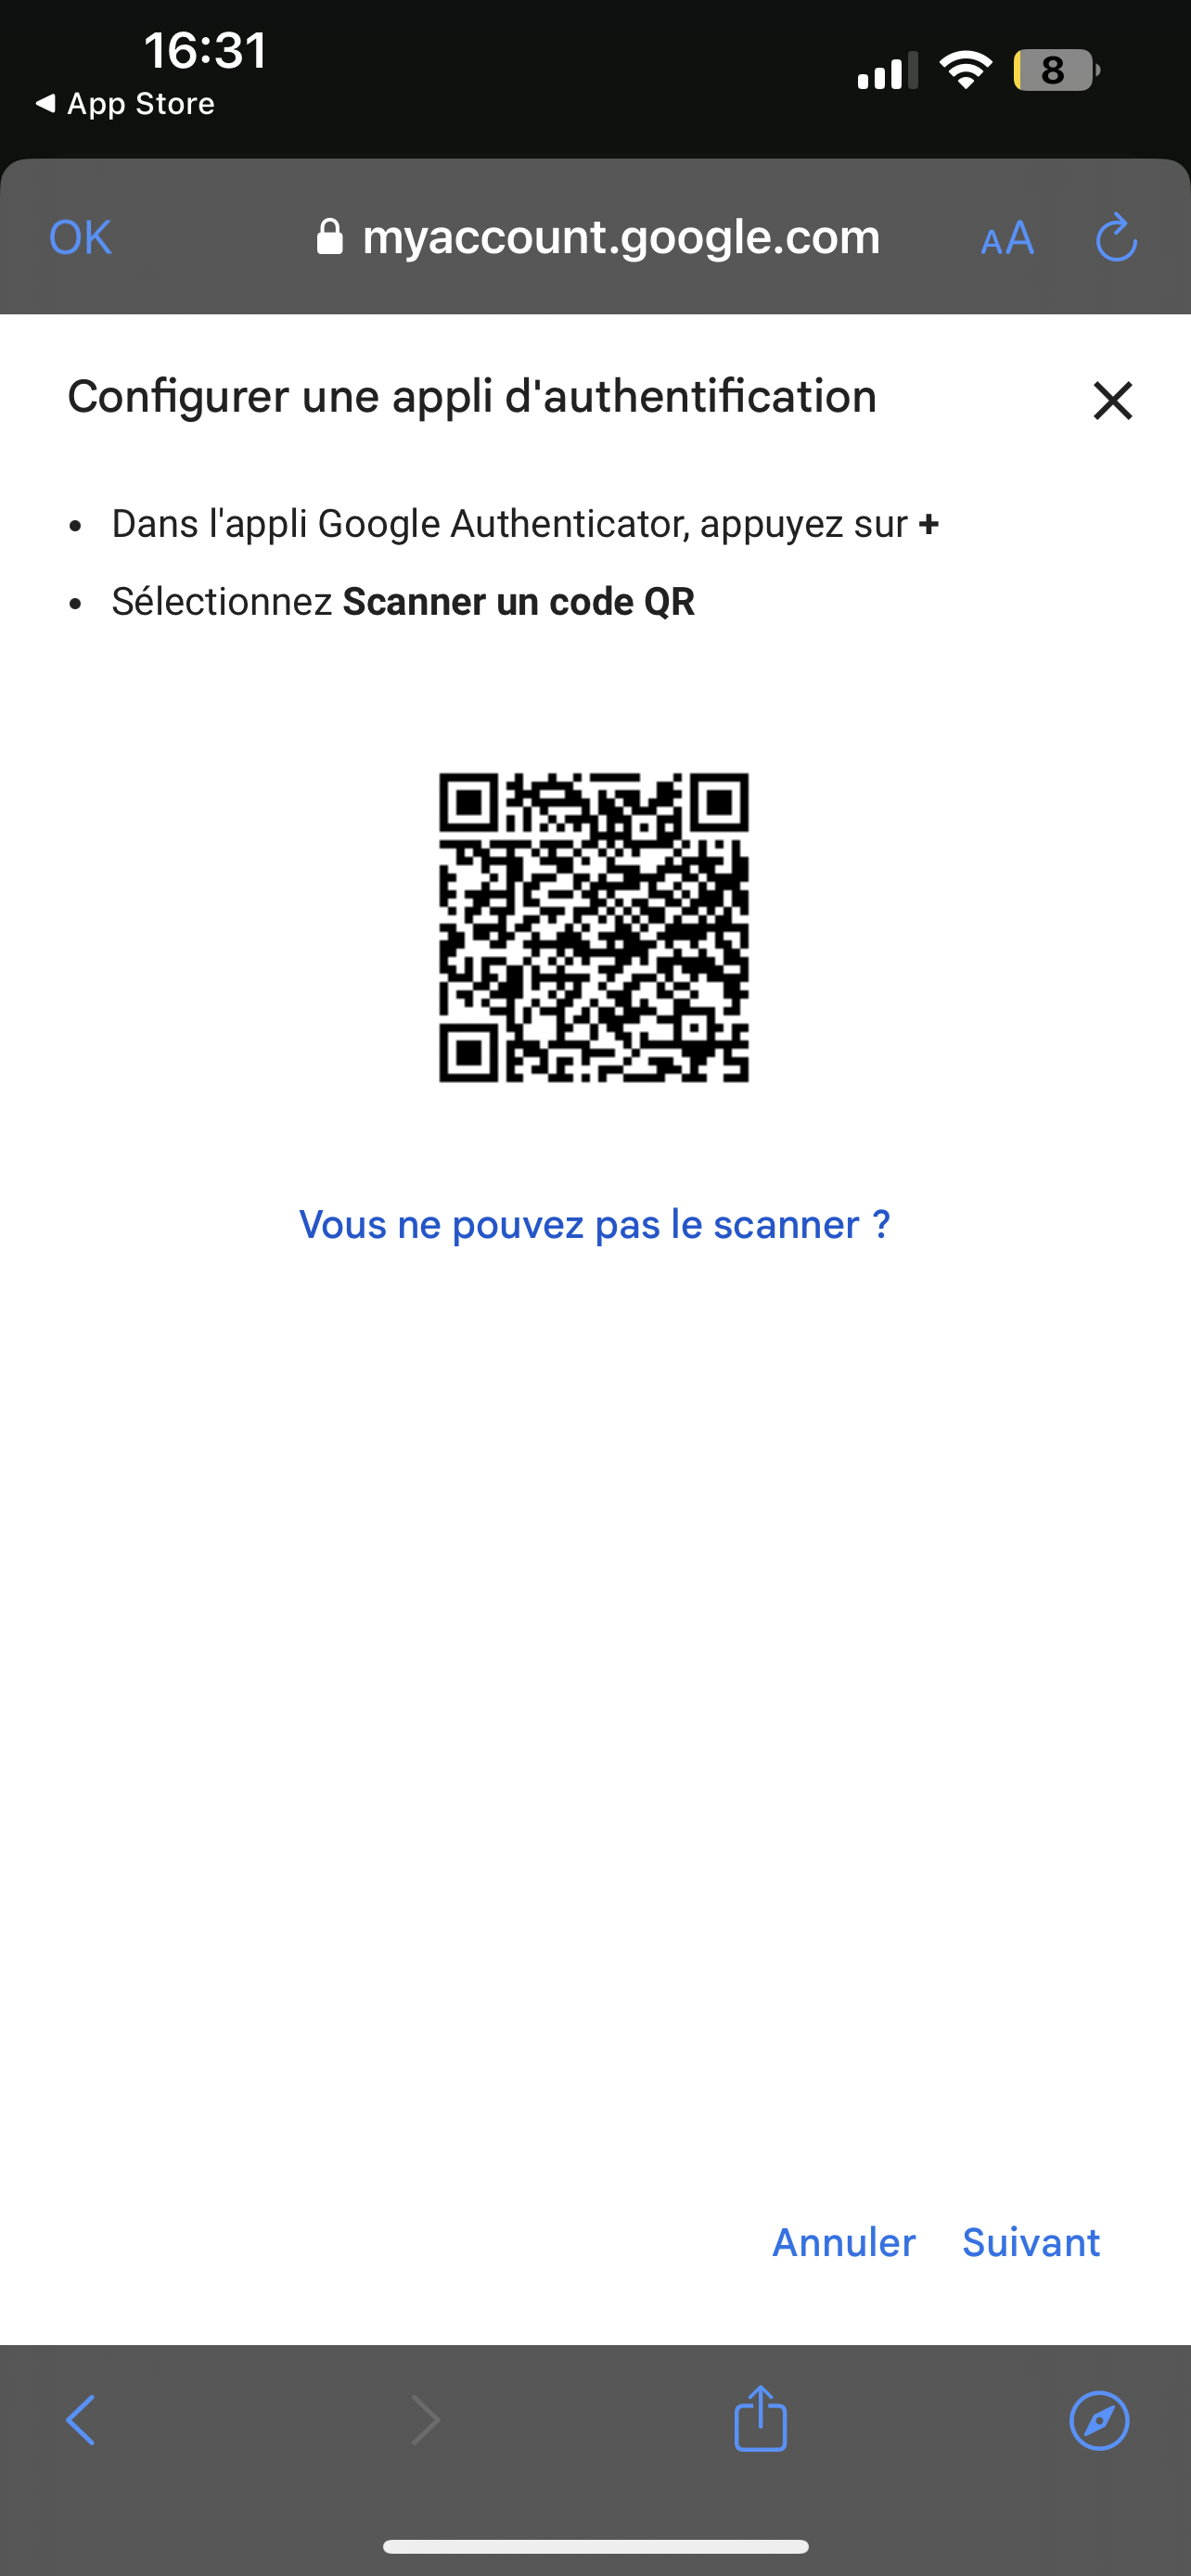 16:31
◀ App Store
8
OK
myaccount.google.com
AA
Configurer une appli d'authentification
• Dans l'appli Google Authenticator, appuyez sur +
• Sélectionnez Scanner un code QR
Vous ne pouvez pas le scanner ?
Annuler Suivant